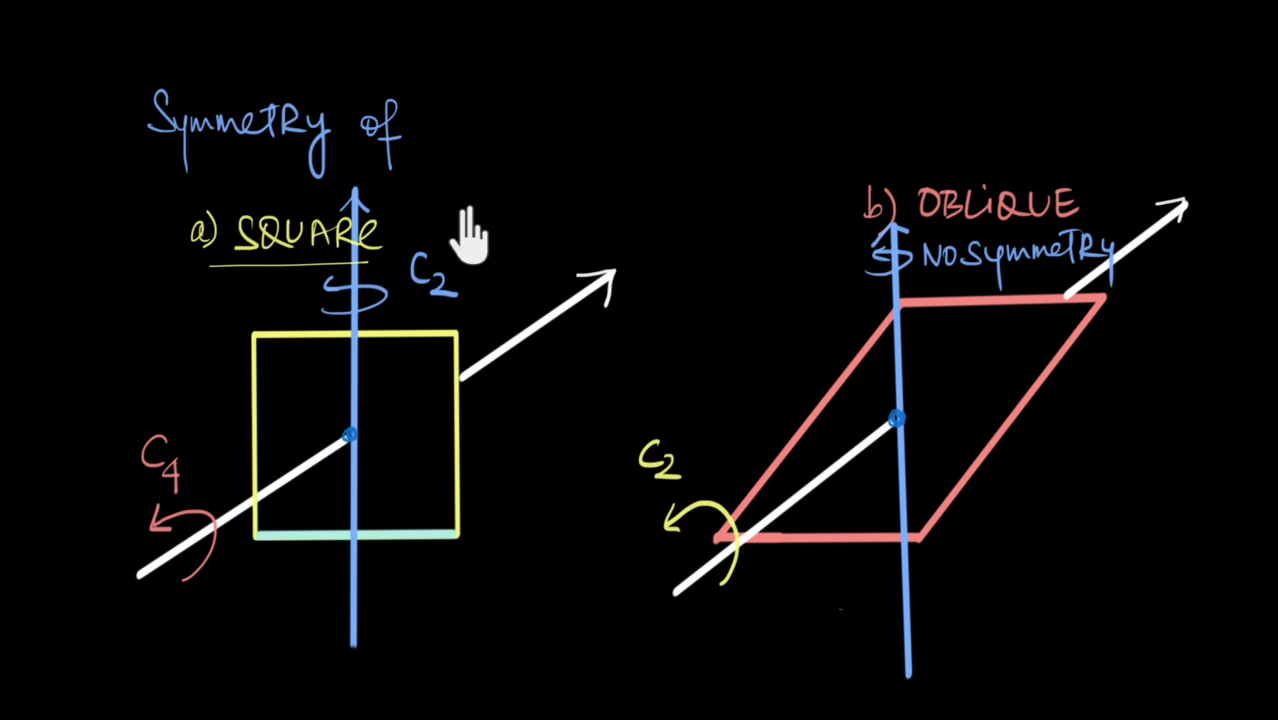 Symmetry of
a) SQUARE
C2
C4
b) OBLiQUE
NO Symmetry
C2